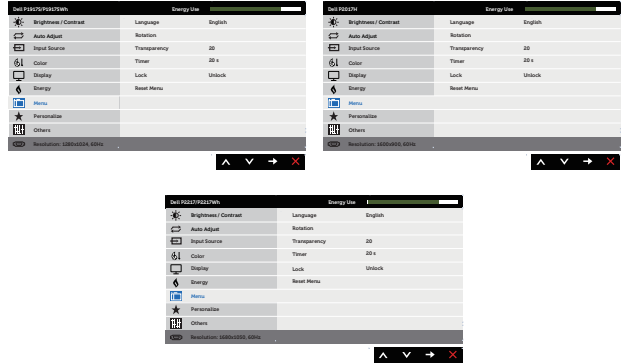 Dell P1917S/P1917SWh Energy Use
Brightness / Contrast Language English
Auto Adjust Rotation
Input Source Transparency 20
Color Timer 20 s
Display Lock Unlock
Energy Reset Menu
Menu
Personalize
Others
Resolution: 1280x1024, 60Hz
Dell P2017H Energy Use
Brightness / Contrast Language English
Auto Adjust Rotation
Input Source Transparency 20
Color Timer 20 s
Display Lock Unlock
Energy Reset Menu
Menu
Personalize
Others
Resolution: 1600x900, 60Hz
Dell P2217/P2217Wh Energy Use
Brightness / Contrast Language English
Auto Adjust Rotation
Input Source Transparency 20
Color Timer 20 s
Display Lock Unlock
Energy Reset Menu
Menu
Personalize
Others
Resolution: 1680x1050, 60Hz